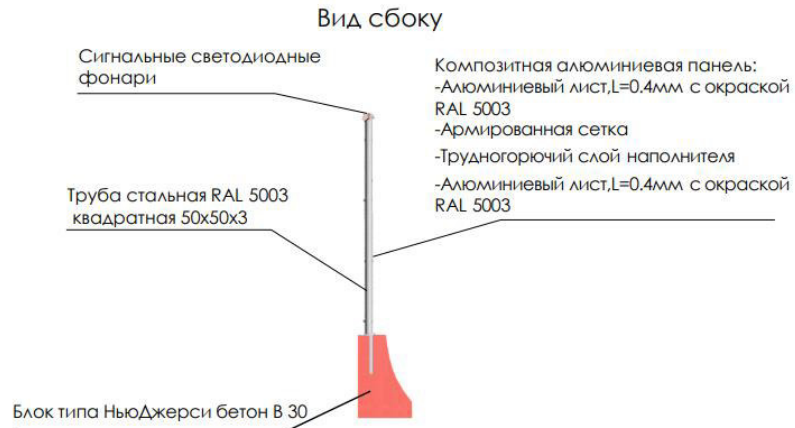 Вид сбоку
Сигнальные светодиодные
фонари
Композитная алюминиевая панель:
-Алюминиевый лист,L=0.4мм с окраской
RAL 5003
-Армированная сетка
-Трудногорючий слой наполнителя
-Алюминиевый лист,L=0.4мм с окраской
RAL 5003
Труба стальная RAL 5003
квадратная 50х50х3
Блок типа НьюДжерси бетон В 30